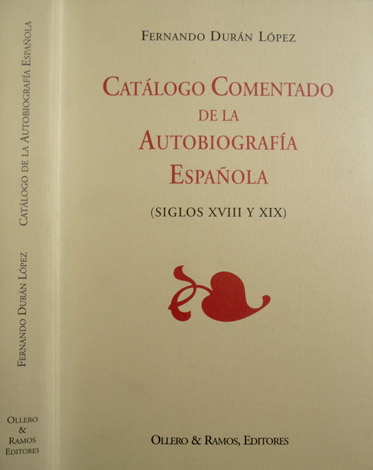 FERNANDO DURÁN LÓPEZ
CATÁLOGO COMENTADO
DE LA
AUTOBIOGRAFÍA
ESPAÑOLA
(SIGLOS XVIII Y XIX)
OLLERO & RAMOS, EDITORES
CATÁLOGO DE LA AUTOBIOGRAFÍA ESPAÑOLA
FERNANDO DURÁN LÓPEZ
OLLERO
&
RAMOS
EDITORES